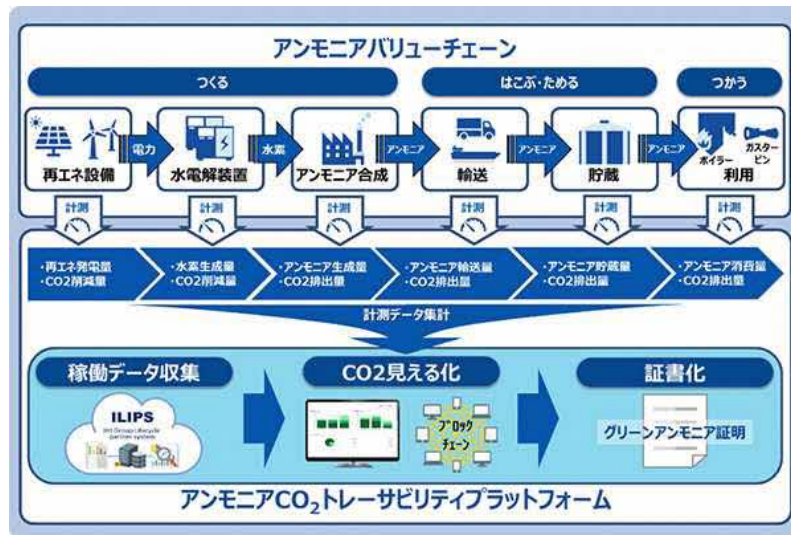 アンモニアバリューチェーン
つくる
はこぶ・ためる
つかう
再エネ設備
電力
水電解装置
水素
アンモニア合成
アンモニア
輸送
アンモニア
貯蔵
アンモニア
ボイラー
ガスター
ビン
利用
計測
計測
計測
計測
計測
計測
・再エネ発電量
・CO2削減量
・水素生成量
・CO2削減量
・アンモニア生成量
・CO2排出量
・アンモニア輸送量
・CO2排出量
・アンモニア貯蔵量
・CO2排出量
・アンモニア消費量
・CO2排出量
計測データ集計
稼働データ収集
CO2見える化
証書化
ILIPS
IHI Group Lifecycle
partner system
ブロック
チェーン
グリーンアンモニア証明
アンモニアCO₂トレーサビリティプラットフォーム